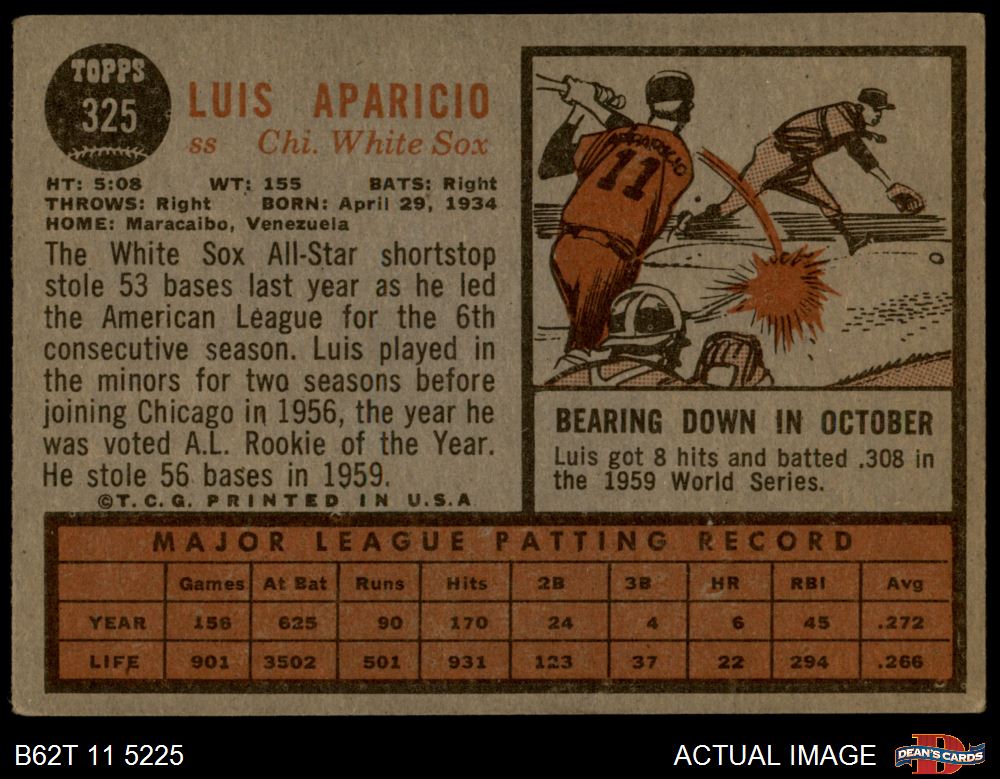 TOPPS
325
LUIS APARICIO
ss Chi. White Sox
HT: 5:08 WT: 155 BATS: Right
THROWS: Right BORN: April 29, 1934
HOME: Maracaibo, Venezuela
The White Sox All-Star shortstop
stole 53 bases last year as he led
the American League for the 6th
consecutive season. Luis played in
the minors for two seasons before
joining Chicago in 1956, the year he
was voted A.L. Rookie of the Year.
He stole 56 bases in 1959.
©T.C.G. PRINTED IN U.S.A
APARICIO
11
BEARING DOWN IN OCTOBER
Luis got 8 hits and batted .308 in
the 1959 World Series.
MAJOR LEAGUE PATTING RECORD
Games At Bat Runs Hits 2B 3B HR RBI Avg
YEAR 156 625 90 170 24 4 6 45 .272
LIFE 901 3502 501 931 123 37 22 294 .266
B62T 11 5225
ACTUAL IMAGE
D
DEAN'S CARDS